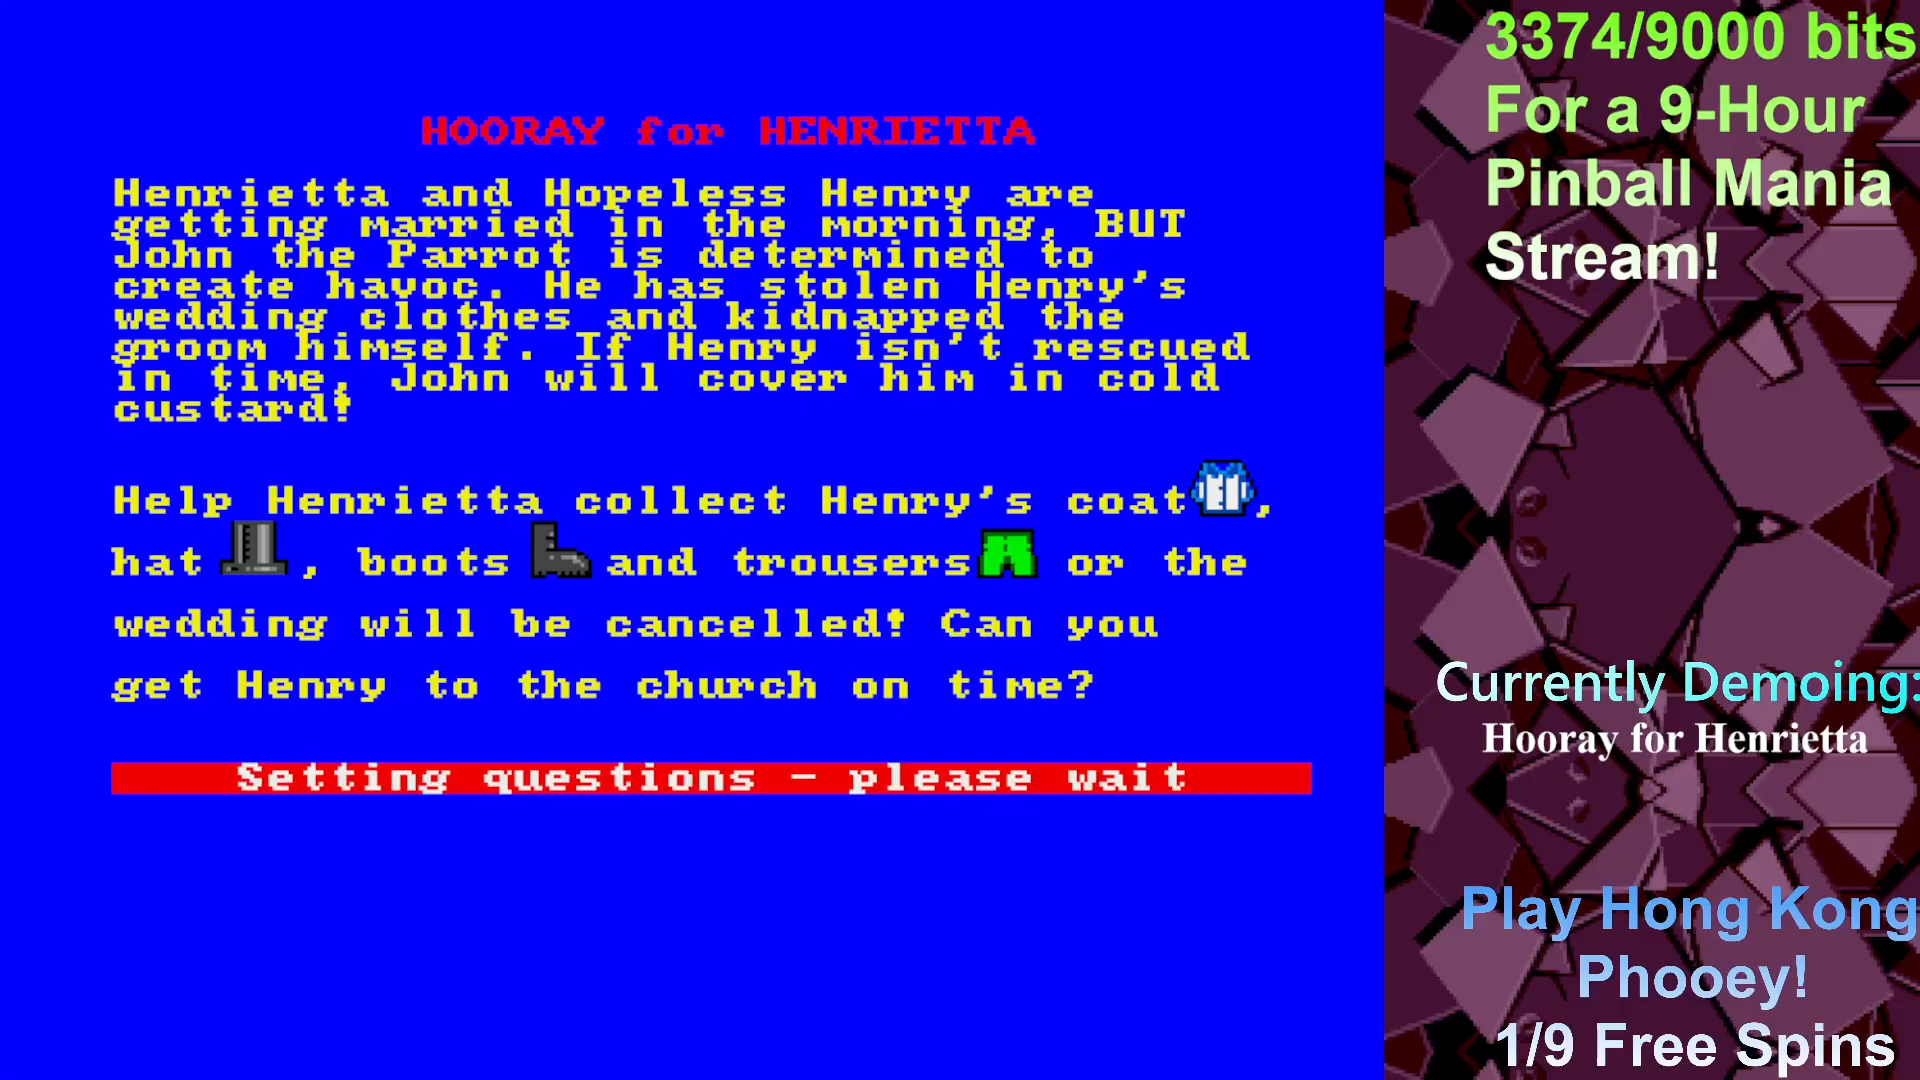 HOORAY for HENRIETTA
Henrietta and Hopeless Henry are
getting married in the morning, BUT
John the Parrot is determined to
create havoc. He has stolen Henry's
wedding clothes and kidnapped the
groom himself. If Henry isn't rescued
in time, John will cover him in cold
custard!
Help Henrietta collect Henry's coat,
hat, boots and trousers or the
wedding will be cancelled! Can you
get Henry to the church on time?
Setting questions - please wait
3374/9000 bits
For a 9-Hour
Pinball Mania
Stream!
Currently Demoing:
Hooray for Henrietta
Play Hong Kong
Phooey!
1/9 Free Spins